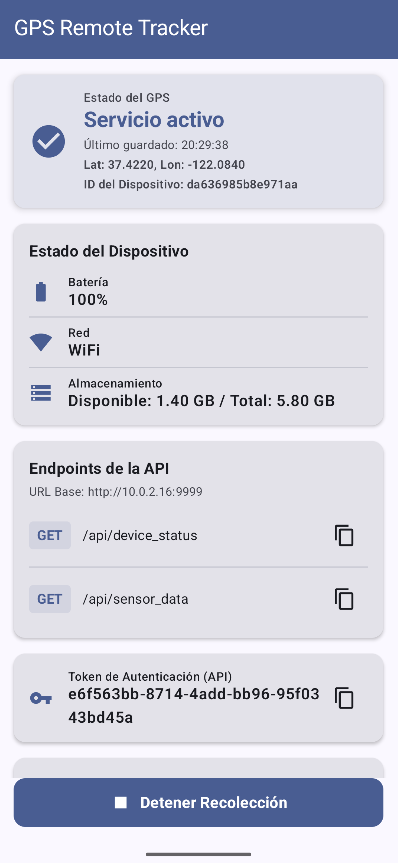 GPS Remote Tracker
Estado del GPS
Servicio activo
Último guardado: 20:29:38
Lat: 37.4220, Lon: -122.0840
ID del Dispositivo: da636985b8e971aa
Estado del Dispositivo
Batería
100%
Red
WiFi
Almacenamiento
Disponible: 1.40 GB / Total: 5.80 GB
Endpoints de la API
URL Base: http://10.0.2.16:9999
GET /api/device_status
GET /api/sensor_data
Token de Autenticación (API)
e6f563bb-8714-4add-bb96-95f03
43bd45a
Detener Recolección